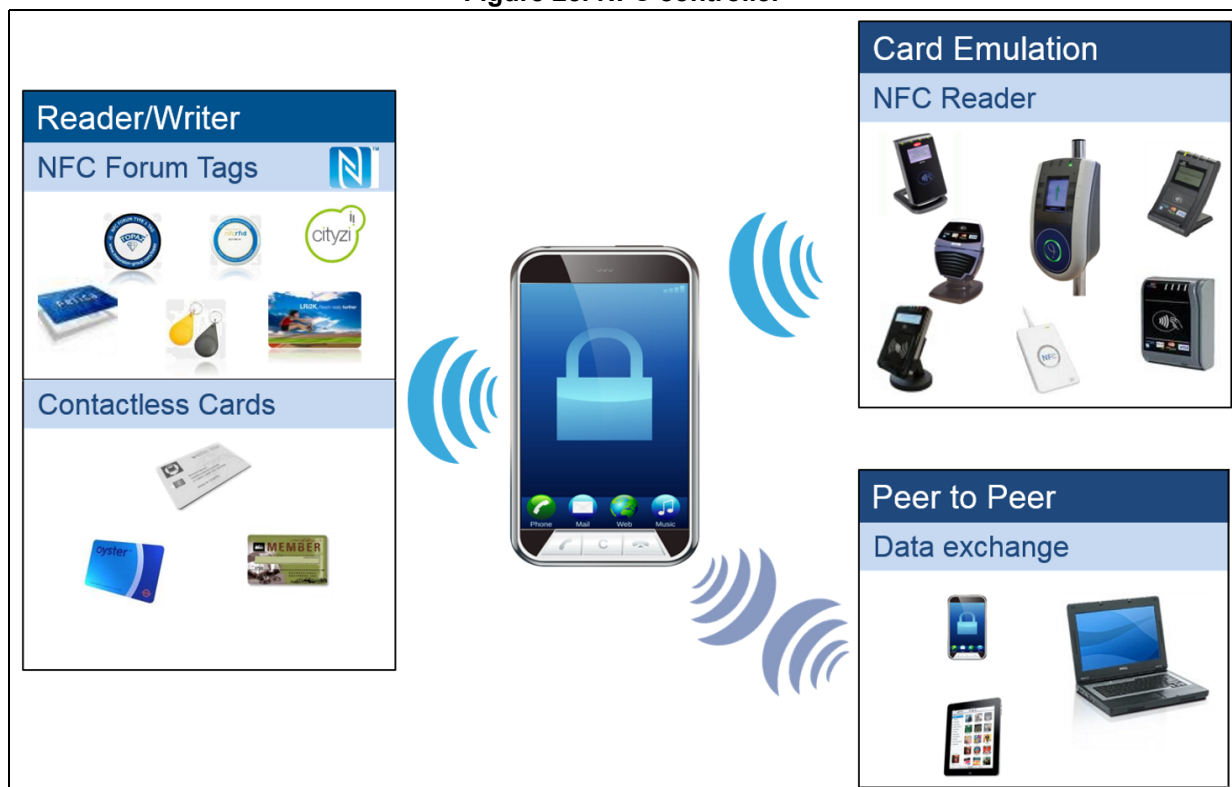 Reader/Writer
NFC Forum Tags
TOPAZ
cityzi
Contactless Cards
oyster
MEMBER
Phone Mail Web Music
C
Card Emulation
NFC Reader
NFC
Peer to Peer
Data exchange